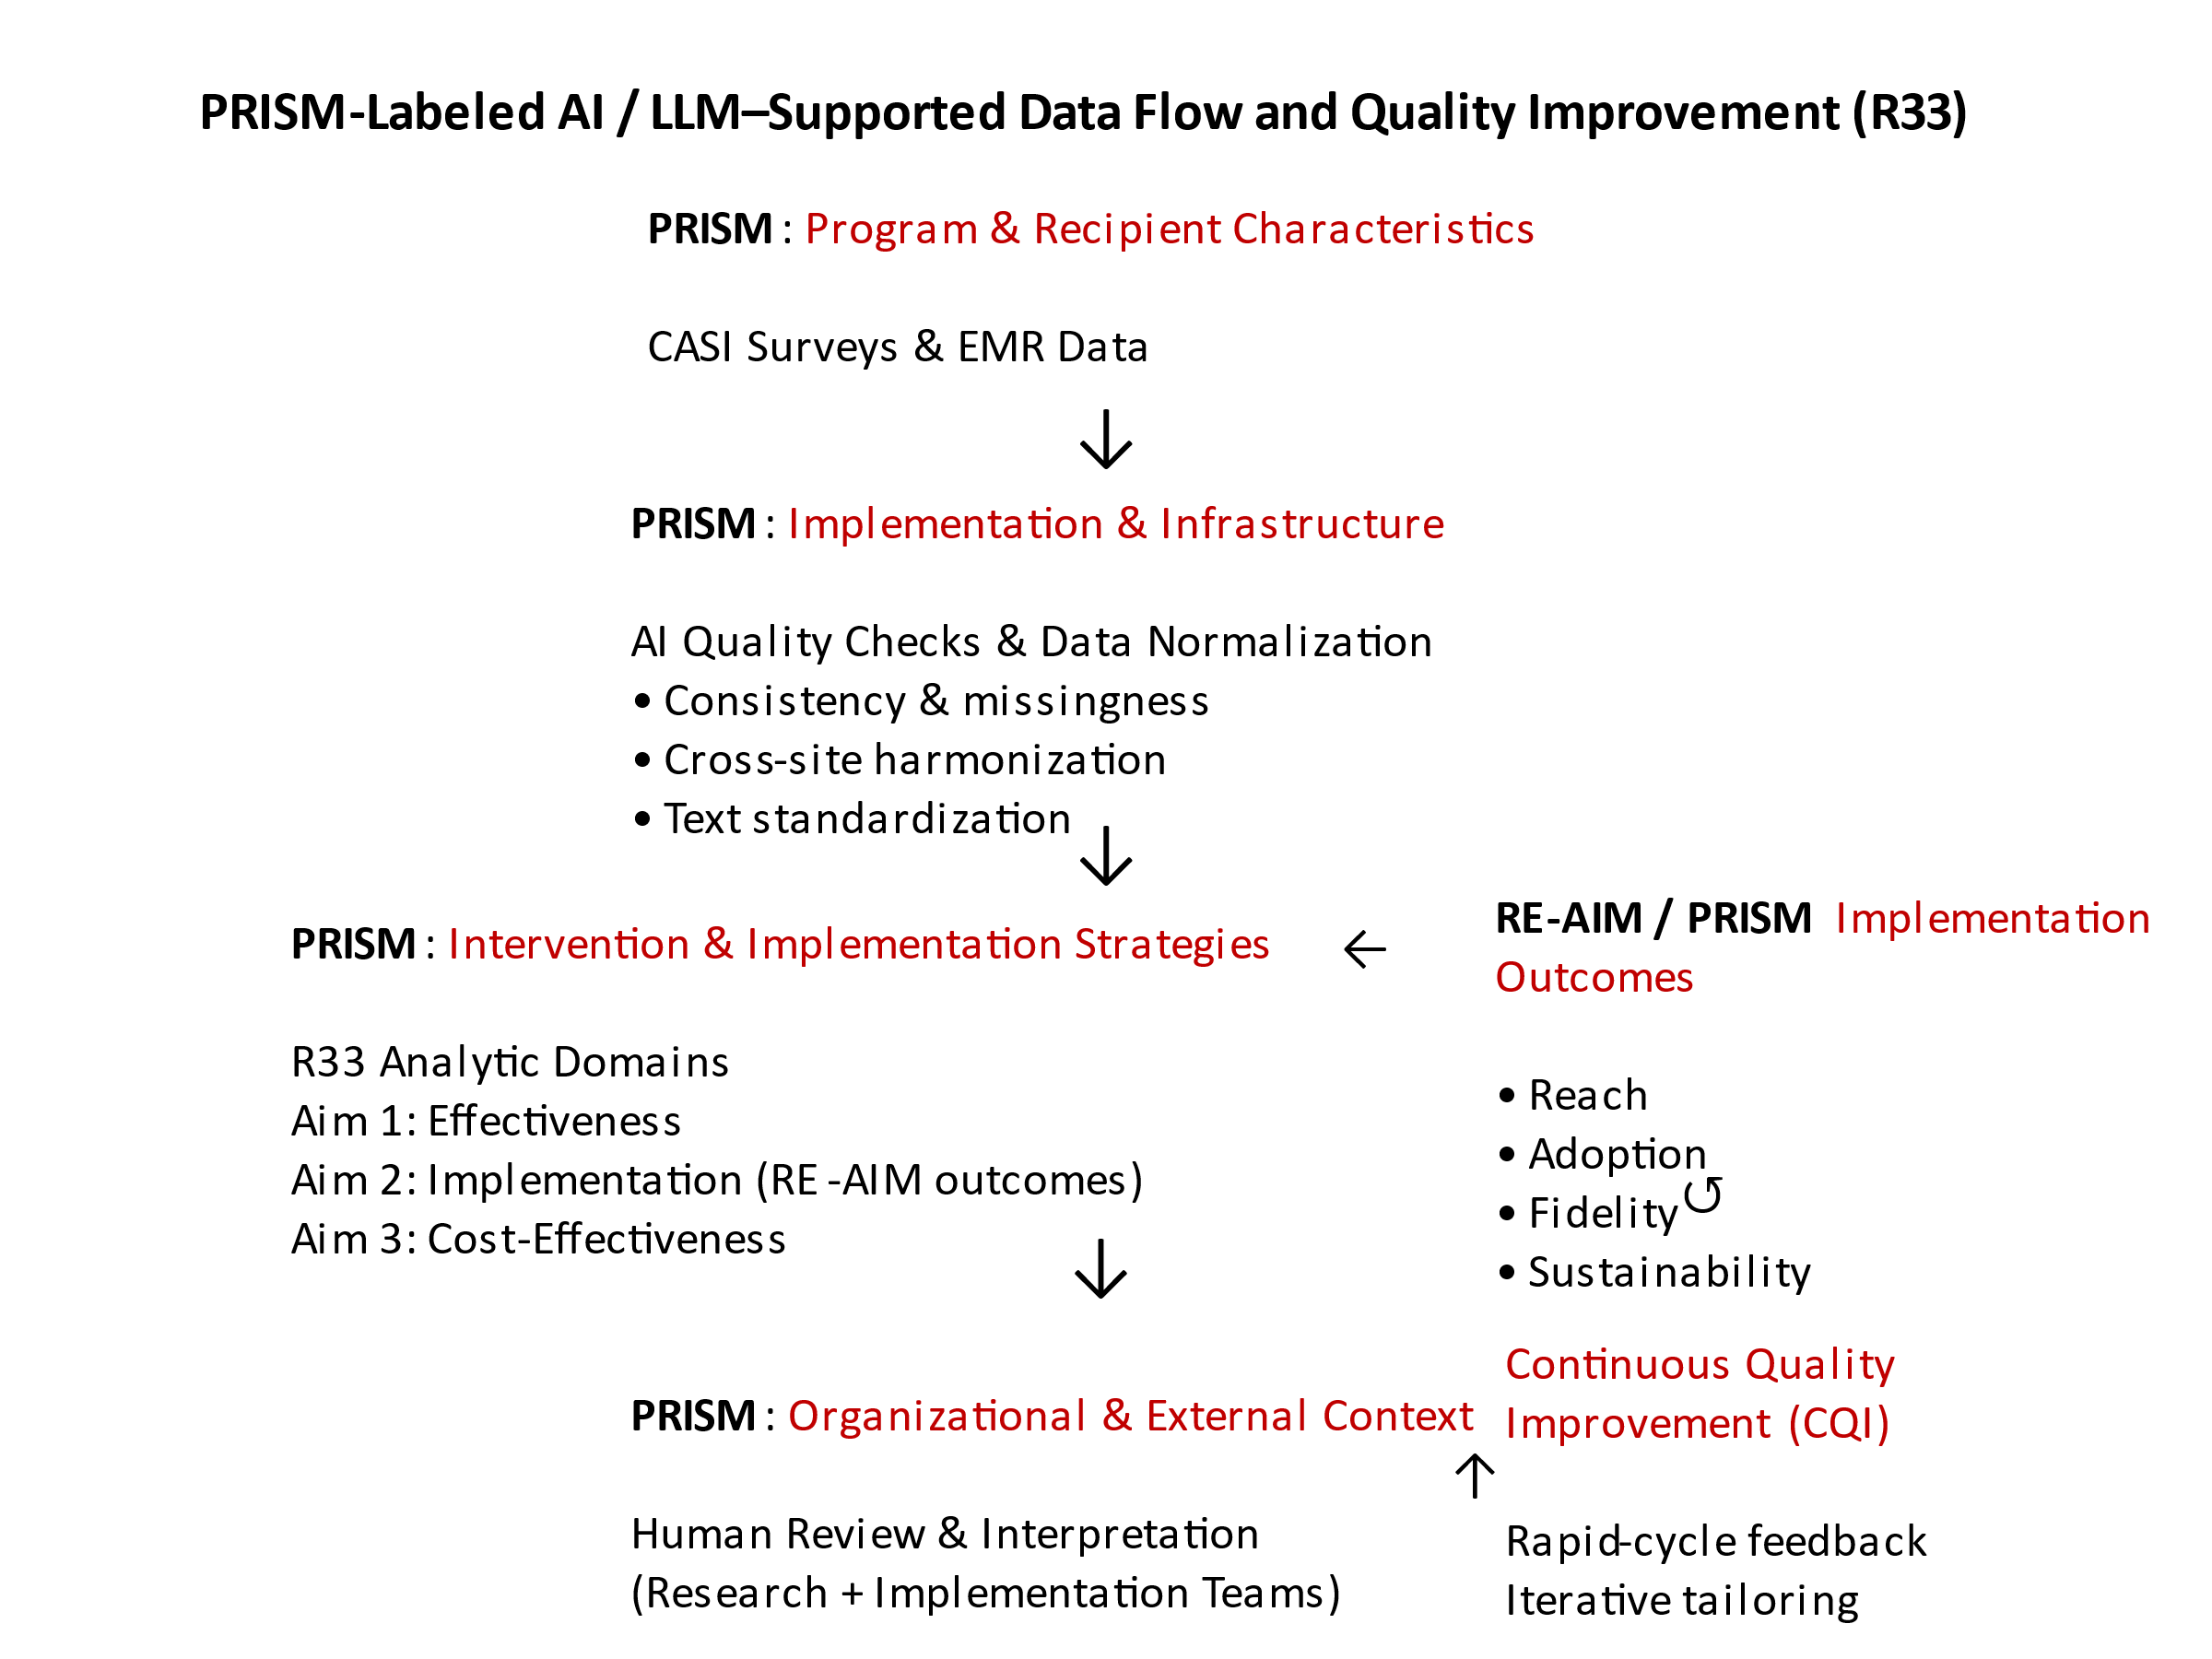 PRISM-Labeled AI / LLM–Supported Data Flow and Quality Improvement (R33)
PRISM : Program & Recipient Characteristics
CASI Surveys & EMR Data
↓
PRISM : Implementation & Infrastructure
AI Quality Checks & Data Normalization
• Consistency & missingness
• Cross-site harmonization
• Text standardization
↓
PRISM : Intervention & Implementation Strategies
R33 Analytic Domains
Aim 1: Effectiveness
Aim 2: Implementation (RE -AIM outcomes)
Aim 3: Cost-Effectiveness
←
RE-AIM / PRISM Implementation
Outcomes
• Reach
• Adoption
• Fidelity
↺
• Sustainability
↓
PRISM : Organizational & External Context
Human Review & Interpretation
(Research + Implementation Teams)
↑
Continuous Quality
Improvement (CQI)
Rapid-cycle feedback
Iterative tailoring